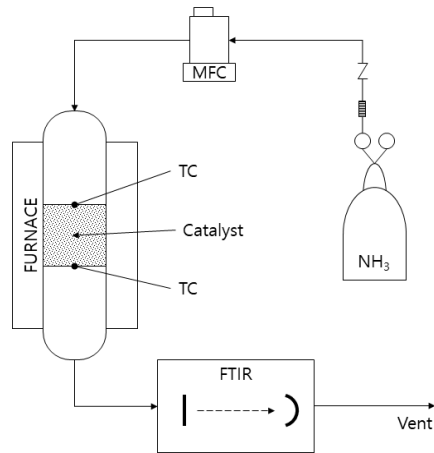 MFC
TC
FURNACE
Catalyst
NH₃
TC
FTIR
Vent